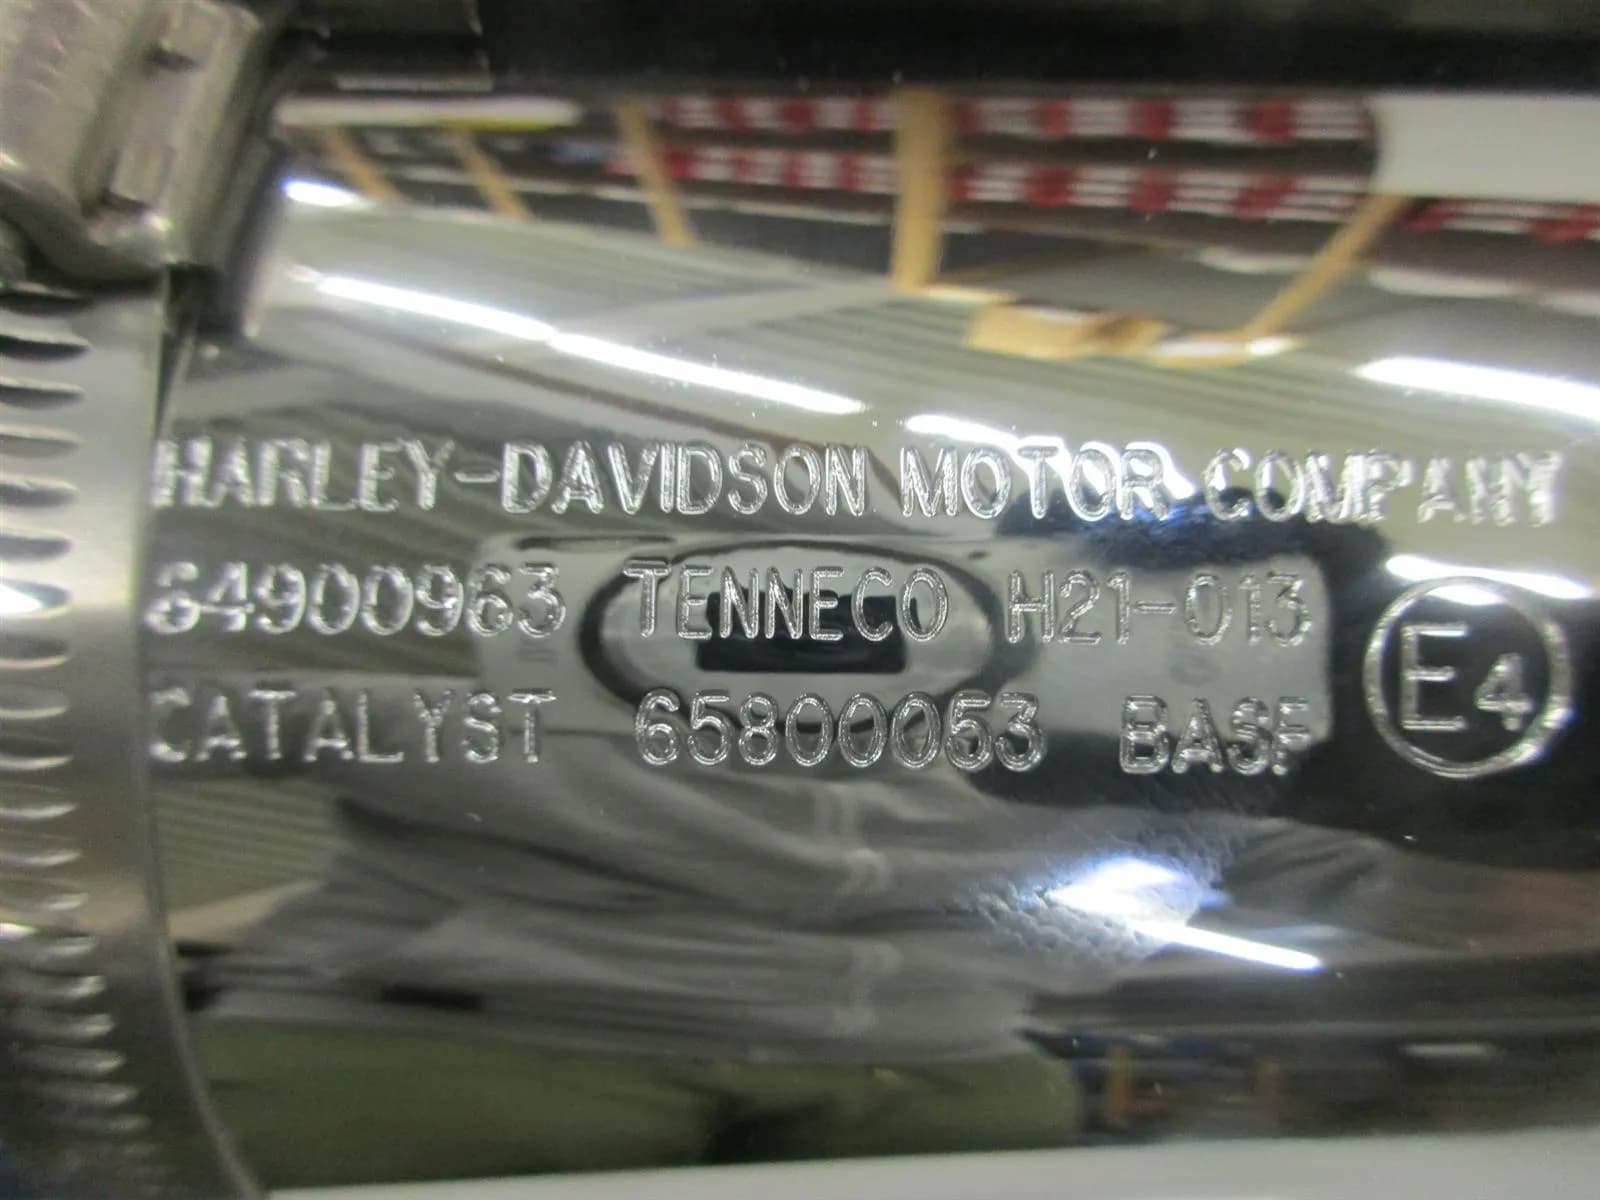 HARLEY-DAVIDSON MOTOR COMPANY
64900963 TENNECO H21-013
CATALYST 65800053 BASF
E4